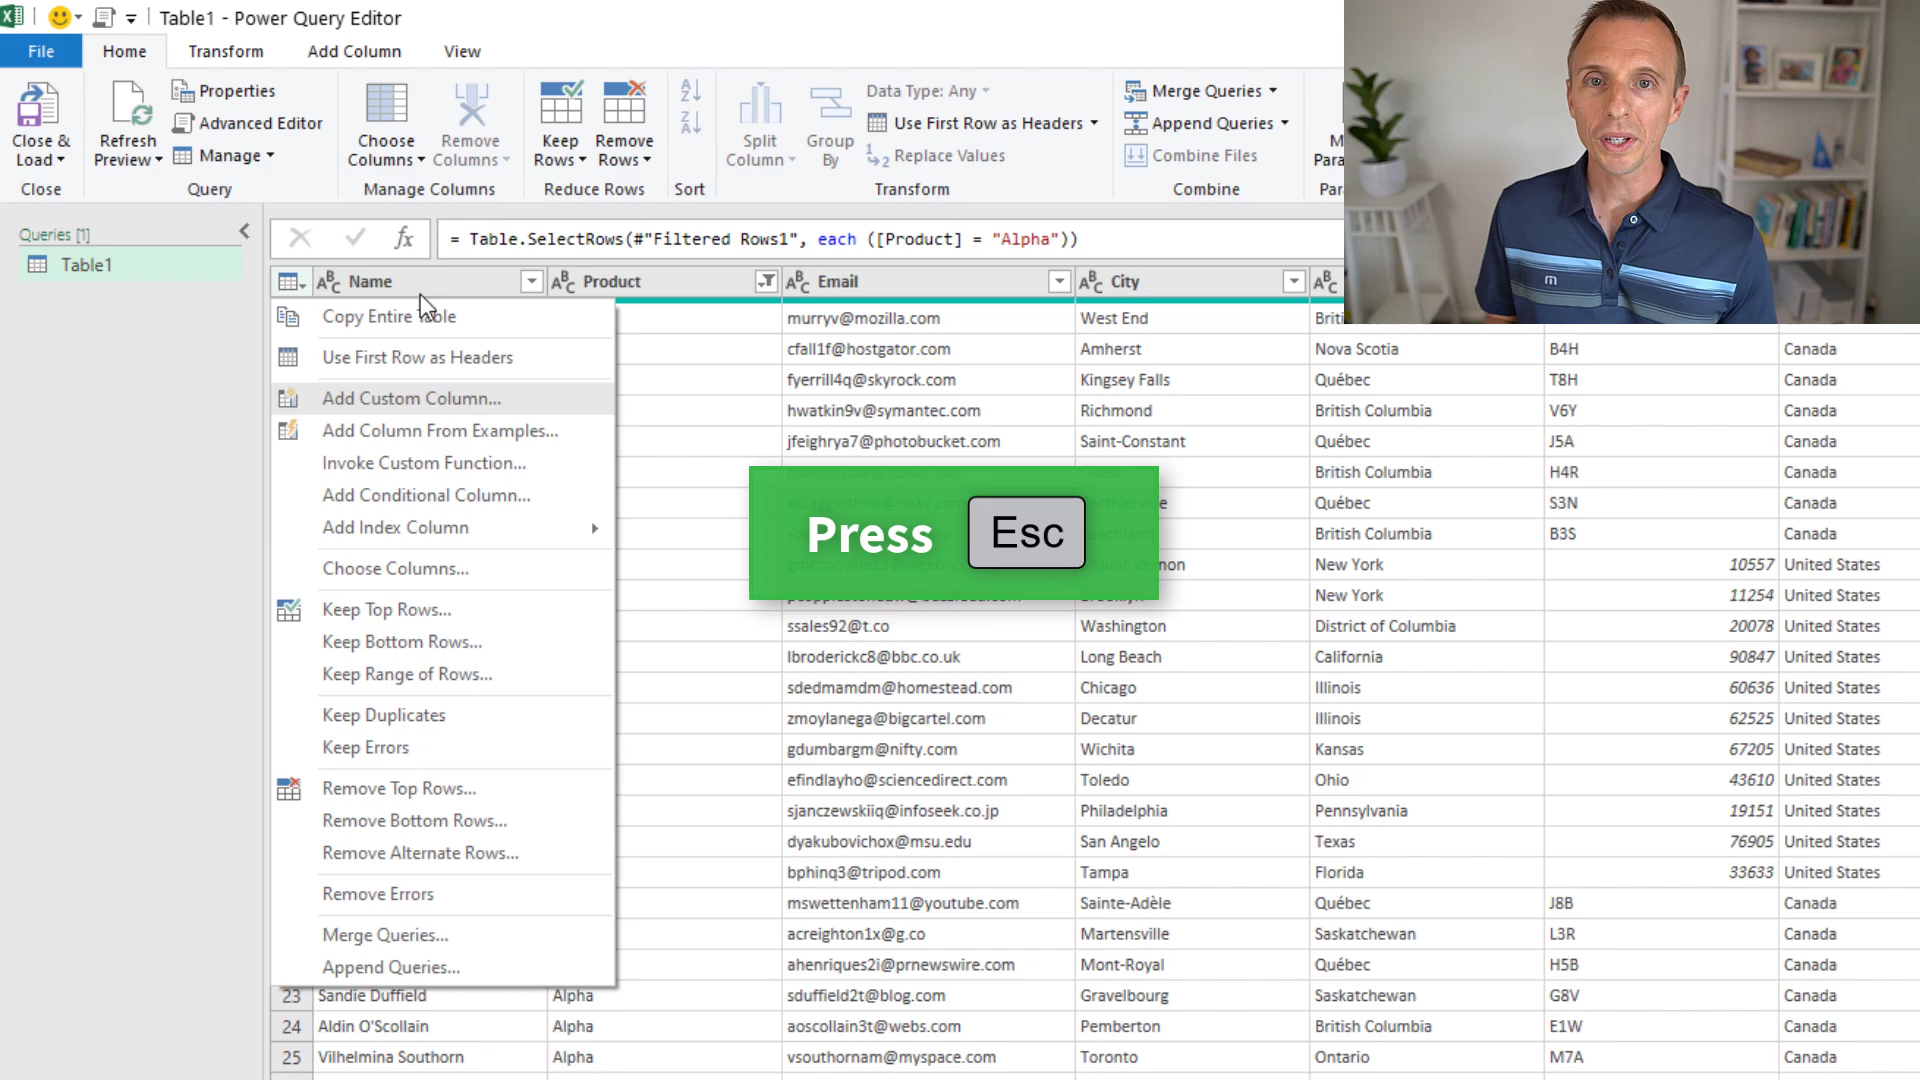 Table1 - Power Query Editor
File Home Transform Add Column View
Close & Load
Refresh Preview
Properties
Advanced Editor
Manage
Choose Columns
Remove Columns
Keep Rows
Remove Rows
Split Column
Group By
Data Type: Any
Use First Row as Headers
Replace Values
Merge Queries
Append Queries
Combine Files
Close Query Manage Columns Reduce Rows Sort Transform Combine
Queries [1]
Table1
fx = Table.SelectRows(#"Filtered Rows1", each ([Product] = "Alpha"))
Name Product Email City
Copy Entire
Use First Row as Headers
Add Custom Column...
Add Column From Examples...
Invoke Custom Function...
Add Conditional Column...
Add Index Column
Choose Columns...
Keep Top Rows...
Keep Bottom Rows...
Keep Range of Rows...
Keep Duplicates
Keep Errors
Remove Top Rows...
Remove Bottom Rows...
Remove Alternate Rows...
Remove Errors
Merge Queries...
Append Queries...
murryv@mozilla.com West End
cfall1f@hostgator.com Amherst Nova Scotia B4H Canada
fyerrill4q@skyrock.com Kingsey Falls Québec T8H Canada
hwatkin9v@symantec.com Richmond British Columbia V6Y Canada
jfeighrya7@photobucket.com Saint-Constant Québec J5A Canada
British Columbia H4R Canada
Québec S3N Canada
British Columbia B3S Canada
New York 10557 United States
New York 11254 United States
Press Esc
ssales92@t.co Washington District of Columbia 20078 United States
lbroderickc8@bbc.co.uk Long Beach California 90847 United States
sdedmamdm@homestead.com Chicago Illinois 60636 United States
zmoylanega@bigcartel.com Decatur Illinois 62525 United States
gdumbargm@nifty.com Wichita Kansas 67205 United States
efindlayho@sciencedirect.com Toledo Ohio 43610 United States
sjanczewskiiq@infoseek.co.jp Philadelphia Pennsylvania 19151 United States
dyakubovichox@msu.edu San Angelo Texas 76905 United States
bphinq3@tripod.com Tampa Florida 33633 United States
mswettenham11@youtube.com Sainte-Adèle Québec J8B Canada
acreighton1x@g.co Martensville Saskatchewan L3R Canada
ahenriques2i@prnewswire.com Mont-Royal Québec H5B Canada
23 Sandie Duffield Alpha sduffield2t@blog.com Gravelbourg Saskatchewan G8V Canada
24 Aldin O'Scollain Alpha aoscollain3t@webs.com Pemberton British Columbia E1W Canada
25 Vilhelmina Southorn Alpha vsouthornam@myspace.com Toronto Ontario M7A Canada